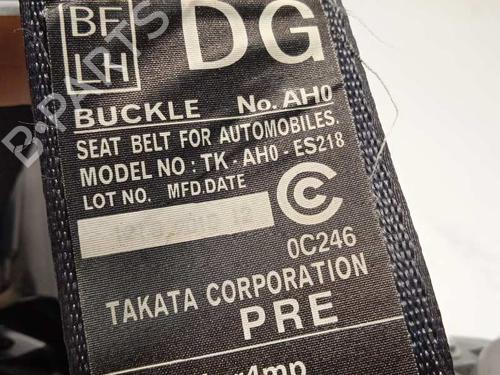 BF
LH
DG
BUCKLE No. AH0
SEAT BELT FOR AUTOMOBILES.
MODEL NO : TK - AH0 - ES218
LOT NO. MFD.DATE
C
0C246
TAKATA CORPORATION
PRE
B-PARTS